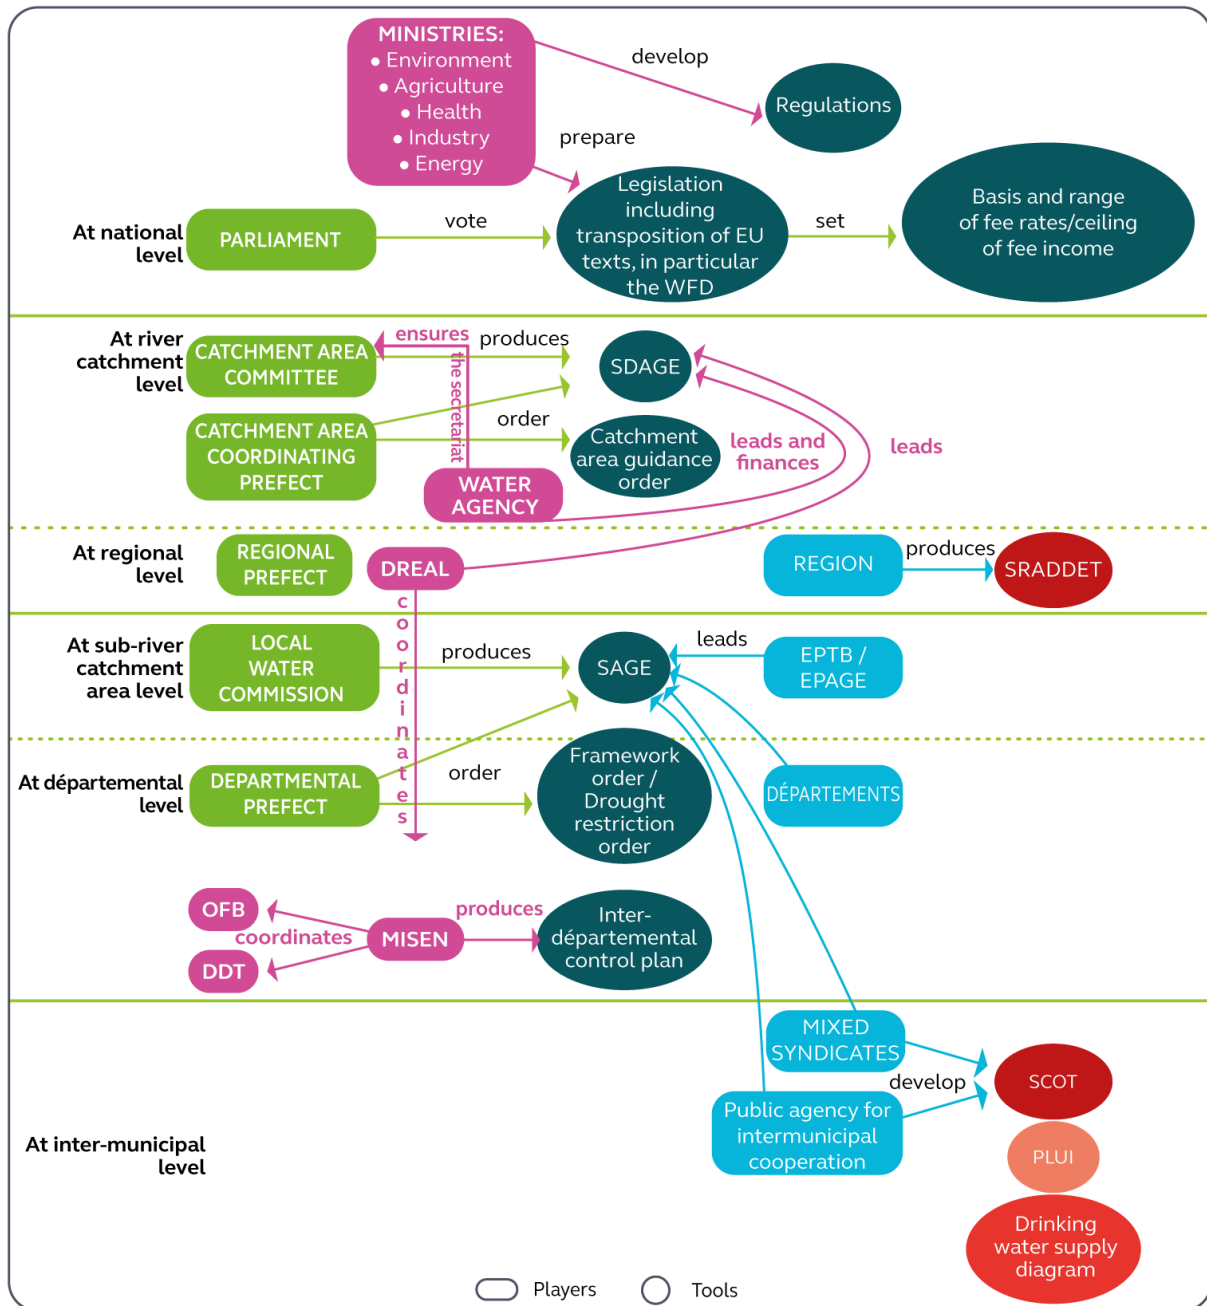 MINISTRIES:
• Environment
• Agriculture
• Health
• Industry
• Energy
develop
Regulations
prepare
At national
level
PARLIAMENT
vote
Legislation
including
transposition of EU
texts, in particular
the WFD
set
Basis and range
of fee rates/ceiling
of fee income
At river
catchment
level
CATCHMENT AREA
COMMITTEE
ensures
the secretariat
produces
SDAGE
CATCHMENT AREA
COORDINATING
PREFECT
order
Catchment
area guidance
order
WATER
AGENCY
leads and
finances
leads
At regional
level
REGIONAL
PREFECT
DREAL
coordinates
REGION
produces
SRADDET
At sub-river
catchment
area level
LOCAL
WATER
COMMISSION
produces
SAGE
leads
EPTB /
EPAGE
At départemental
level
DEPARTMENTAL
PREFECT
order
Framework
order /
Drought
restriction
order
DÉPARTEMENTS
OFB
coordinates
DDT
MISEN
produces
Inter-
départemental
control plan
At inter-municipal
level
MIXED
SYNDICATES
develop
Public agency for
intermunicipal
cooperation
SCOT
PLUI
Drinking
water supply
diagram
Players
Tools